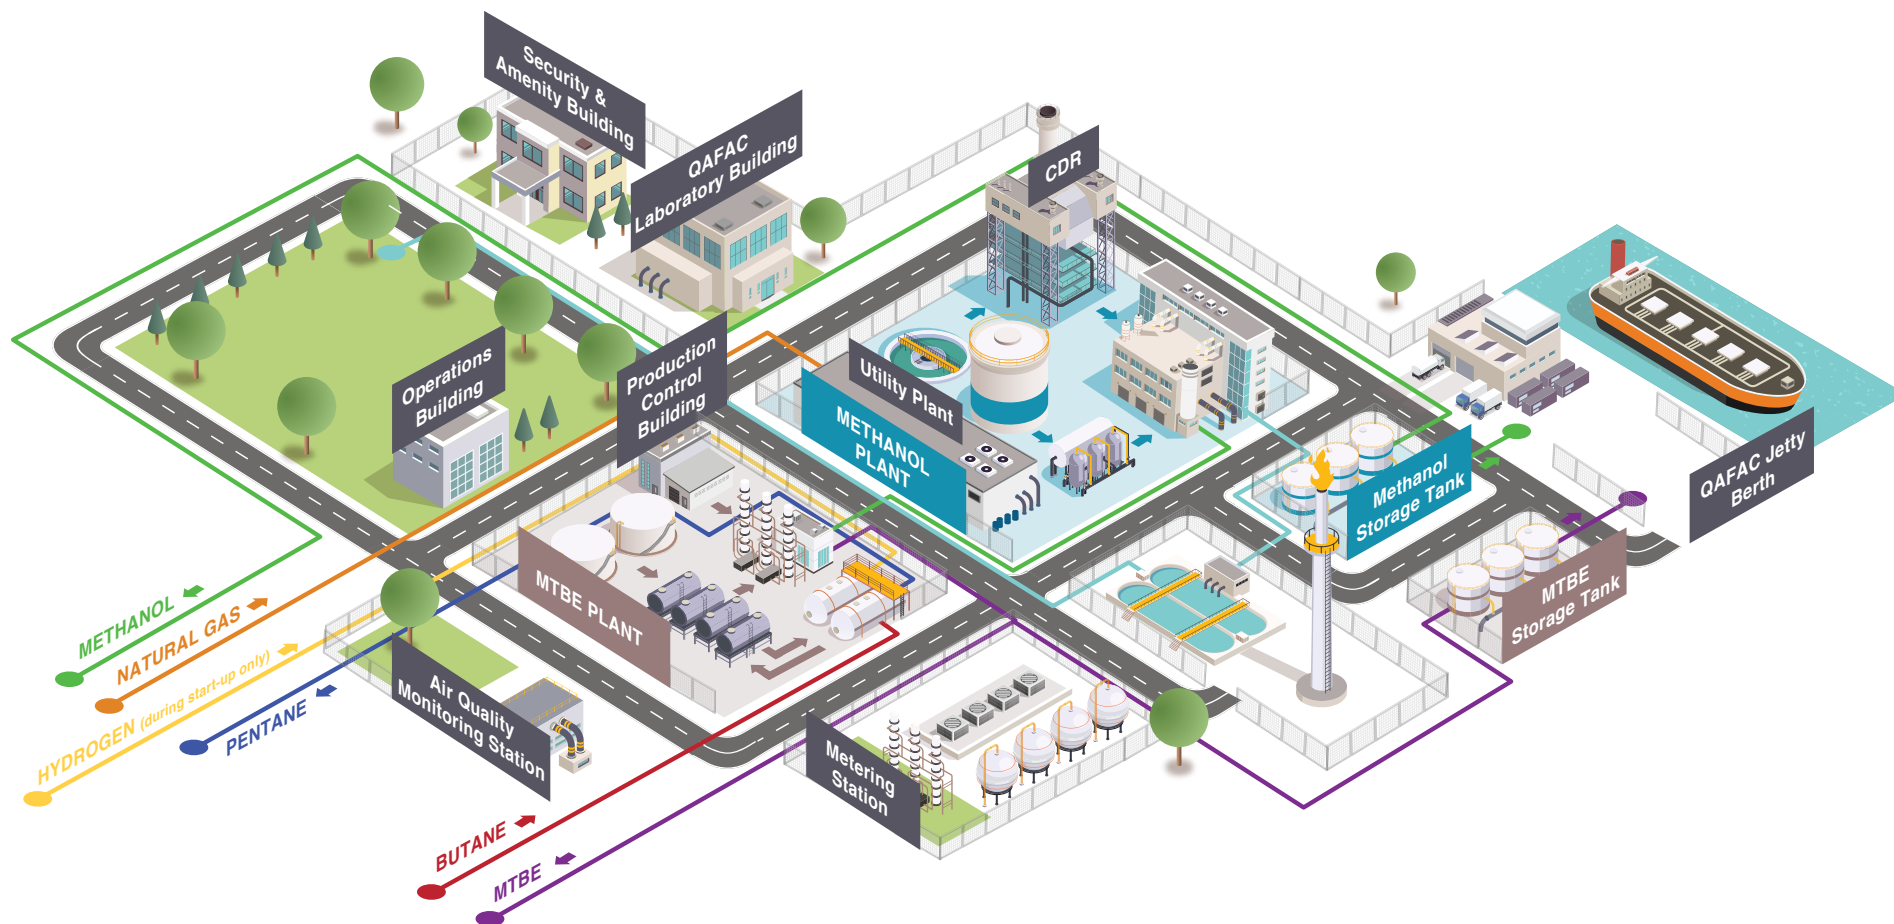 Security &
Amenity Building
QAFAC
Laboratory Building
CDR
Operations
Building
Production
Control
Building
Utility Plant
METHANOL
PLANT
Methanol
Storage Tank
QAFAC Jetty
Berth
MTBE PLANT
MTBE
Storage Tank
Air Quality
Monitoring Station
Metering
Station
METHANOL
NATURAL GAS
HYDROGEN (during start-up only)
PENTANE
BUTANE
MTBE